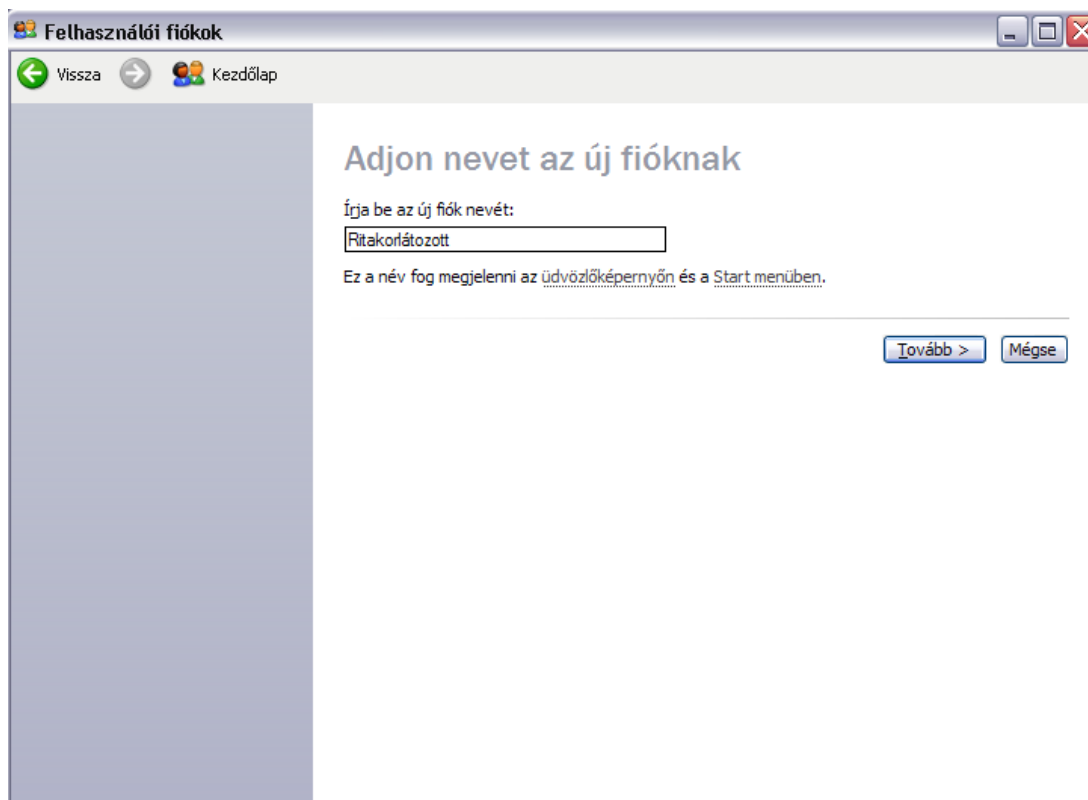 Felhasználói fiókok
Vissza Kezdőlap
Adjon nevet az új fióknak
Írja be az új fiók nevét:
Ritakorlátozott
Ez a név fog megjelenni az üdvözlőképernyőn és a Start menüben.
Tovább > Mégse